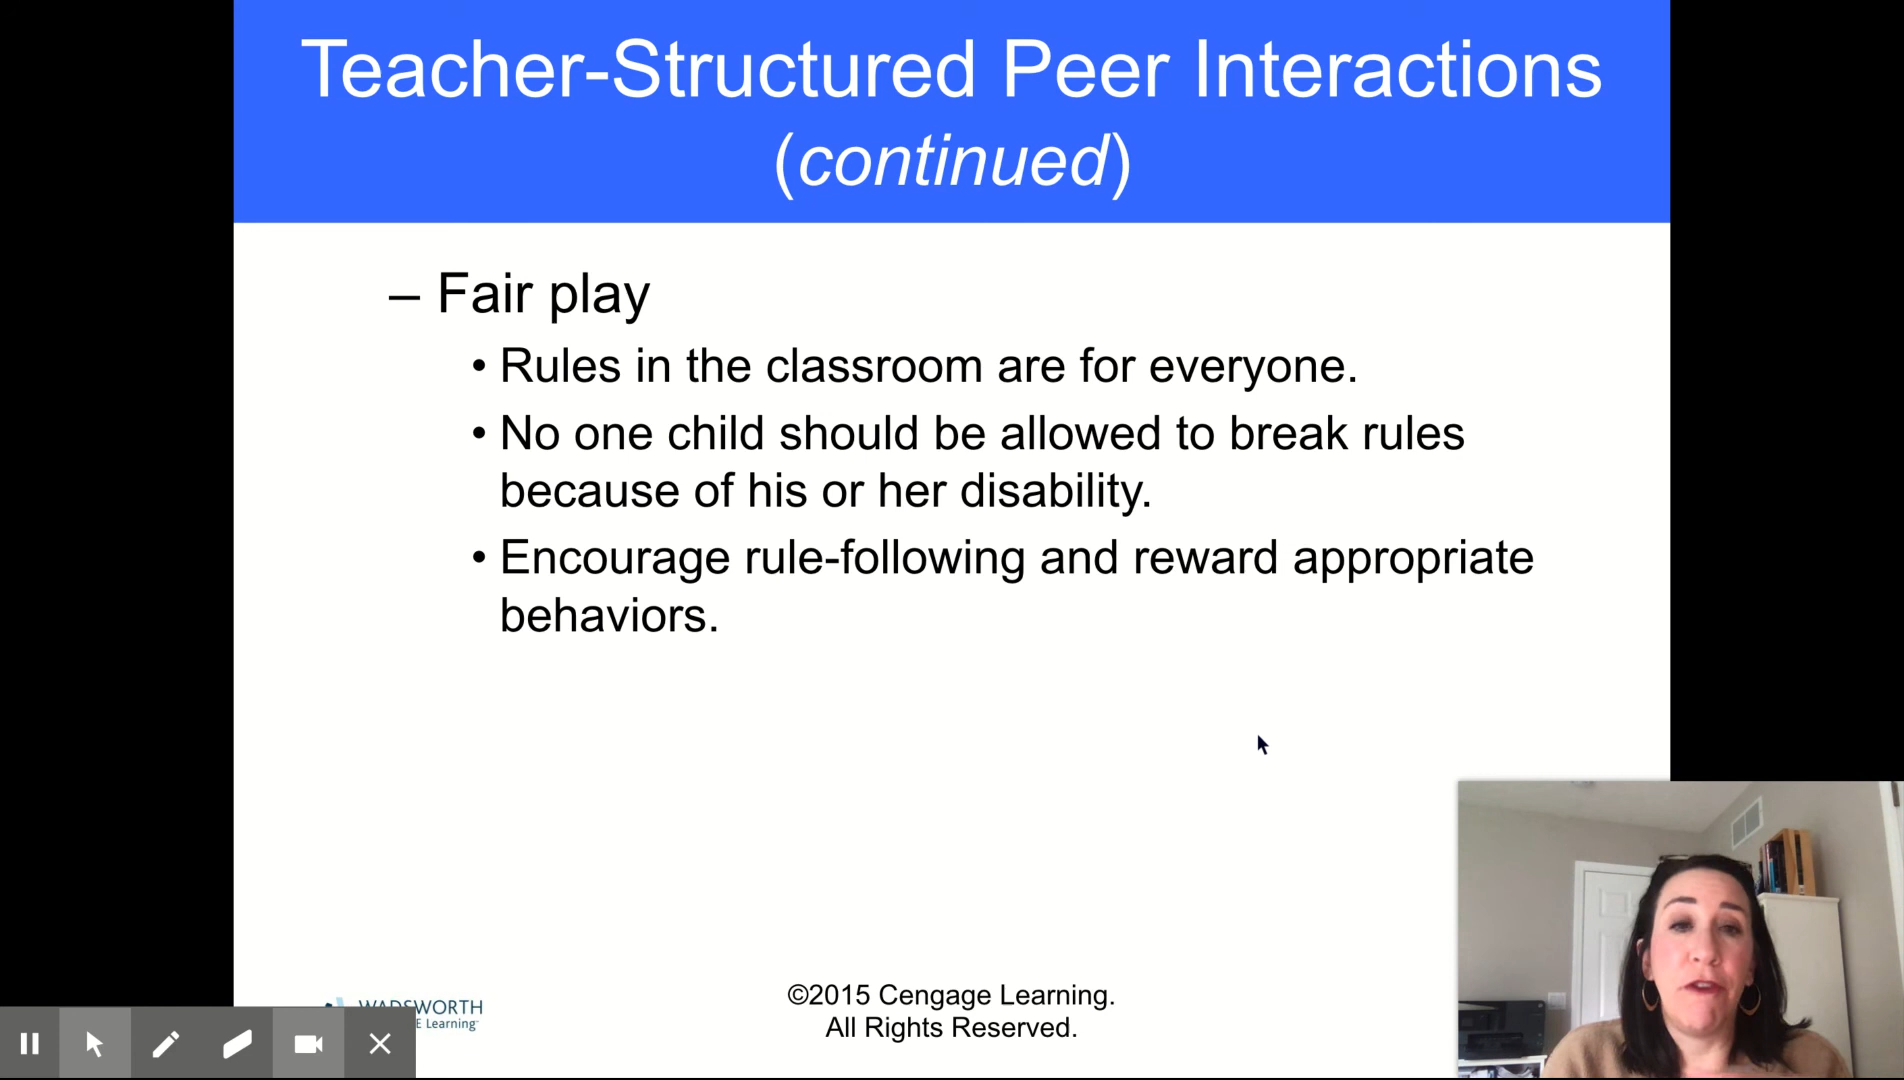 Teacher-Structured Peer Interactions
(continued)
– Fair play
• Rules in the classroom are for everyone.
• No one child should be allowed to break rules
because of his or her disability.
• Encourage rule-following and reward appropriate
behaviors.
WADSWORTH
E Learning™
©2015 Cengage Learning.
All Rights Reserved.